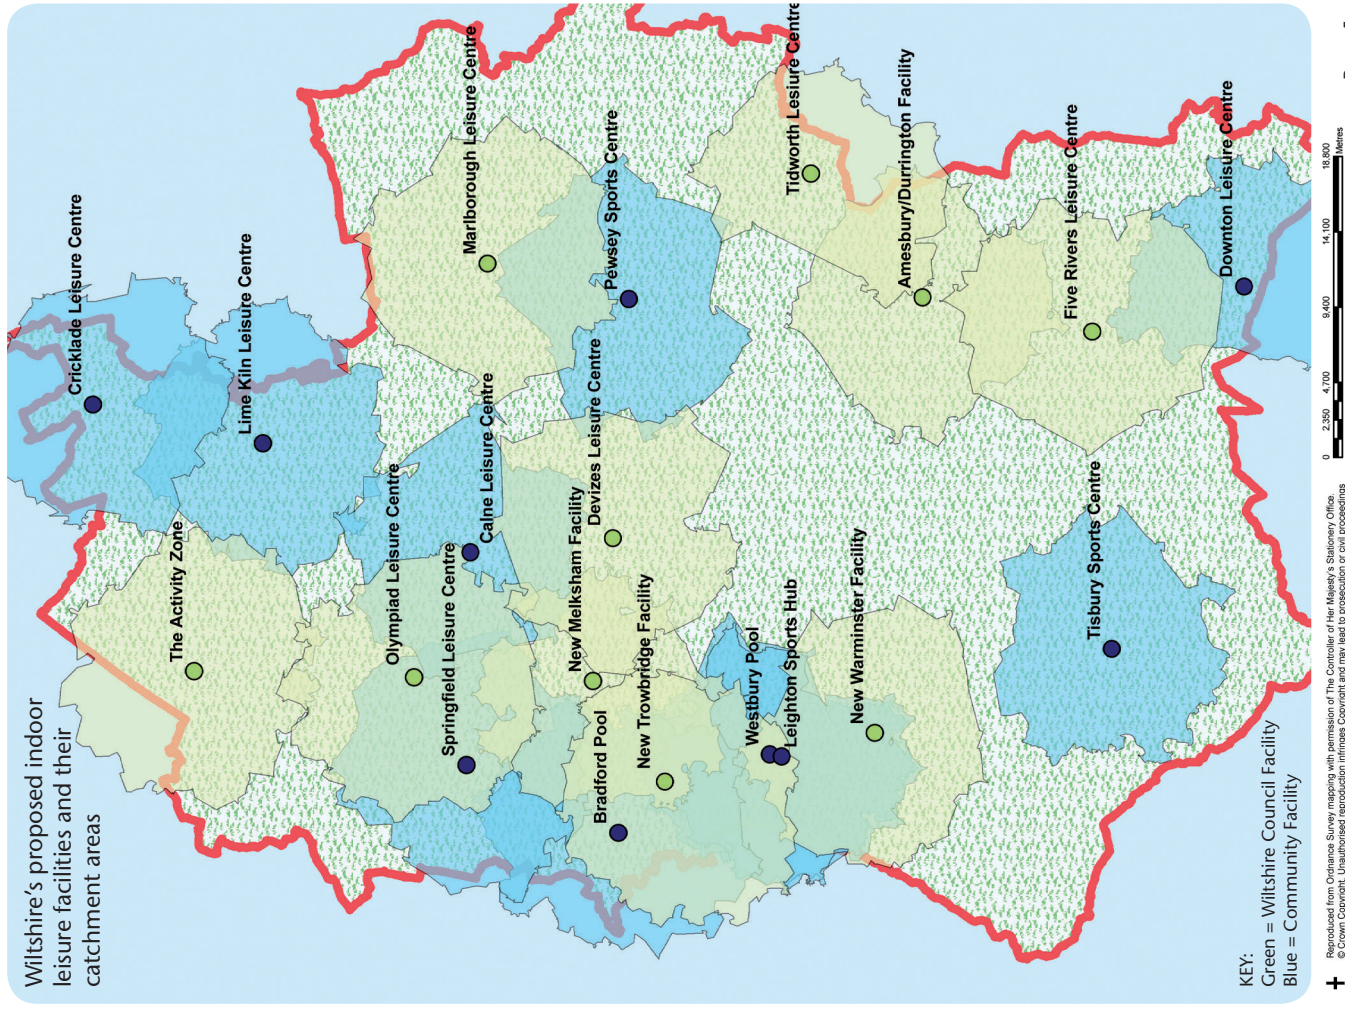 Wiltshire's proposed indoor
leisure facilities and their
catchment areas
Cricklade Leisure Centre
Lime Kiln Leisure Centre
The Activity Zone
Marlborough Leisure Centre
Olympiad Leisure Centre
Calne Leisure Centre
Springfield Leisure Centre
Pewsey Sports Centre
Devizes Leisure Centre
New Melksham Facility
Bradford Pool
New Trowbridge Facility
Tidworth Lesiure Centre
Westbury Pool
Leighton Sports Hub
New Warminster Facility
Amesbury/Durrington Facility
Five Rivers Leisure Centre
Tisbury Sports Centre
Downton Leisure Centre
KEY:
Green = Wiltshire Council Facility
Blue = Community Facility
0 2,350 4,700 9,400 14,100 18,800
Metres
Reproduced from Ordnance Survey mapping with permission of The Controller of Her Majesty's Stationery Office.
© Crown Copyright. Unauthorised reproduction infringes Copyright and may lead to prosecution or civil proceedings